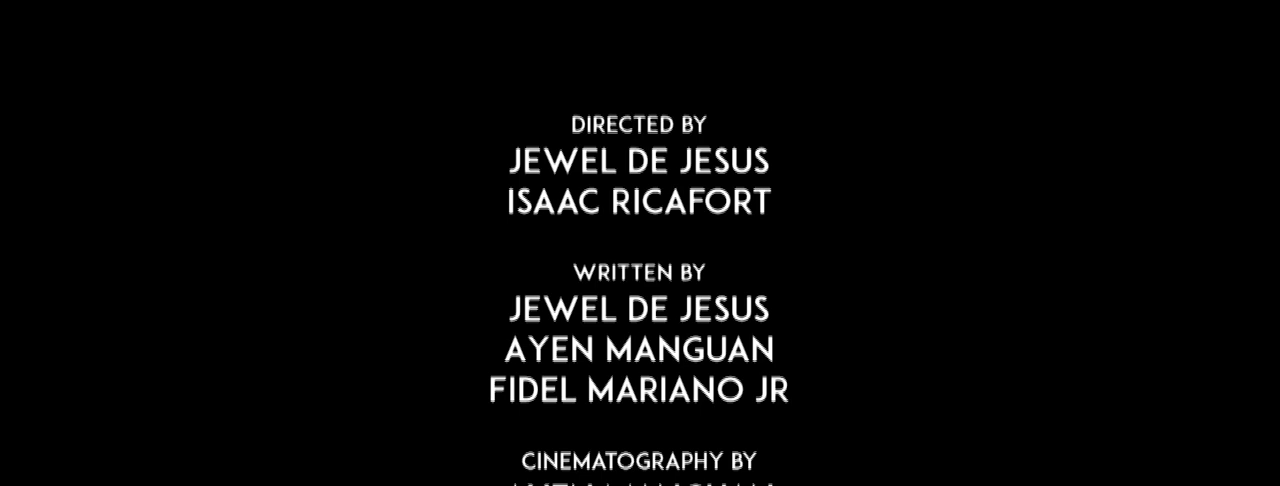 DIRECTED BY
JEWEL DE JESUS
ISAAC RICAFORT
WRITTEN BY
JEWEL DE JESUS
AYEN MANGUAN
FIDEL MARIANO JR
CINEMATOGRAPHY BY